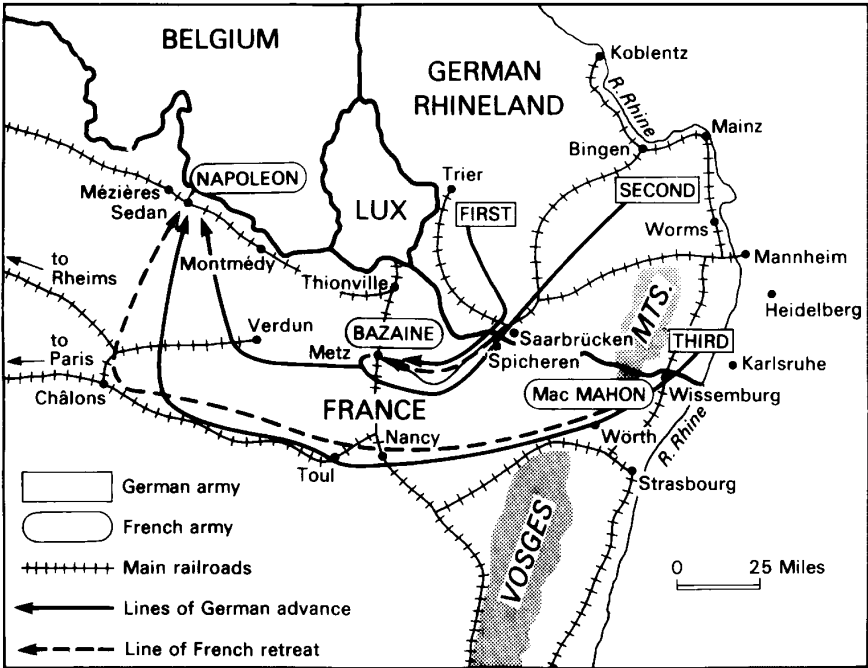 BELGIUM
GERMAN
RHINELAND
Koblentz
R. Rhine
Mainz
Bingen
NAPOLEON
Mézières
Sedan
LUX
Trier
FIRST
SECOND
Worms
Montmédy
to
Rheims
Thionville
Mannheim
Heidelberg
MTS.
Verdun
BAZAINE
Metz
Saarbrücken
Spicheren
THIRD
Karlsruhe
to
Paris
Châlons
FRANCE
Mac MAHON
Wissemburg
R. Rhine
Wörth
Nancy
Toul
Strasbourg
VOSGES
German army
French army
Main railroads
Lines of German advance
Line of French retreat
0 25 Miles